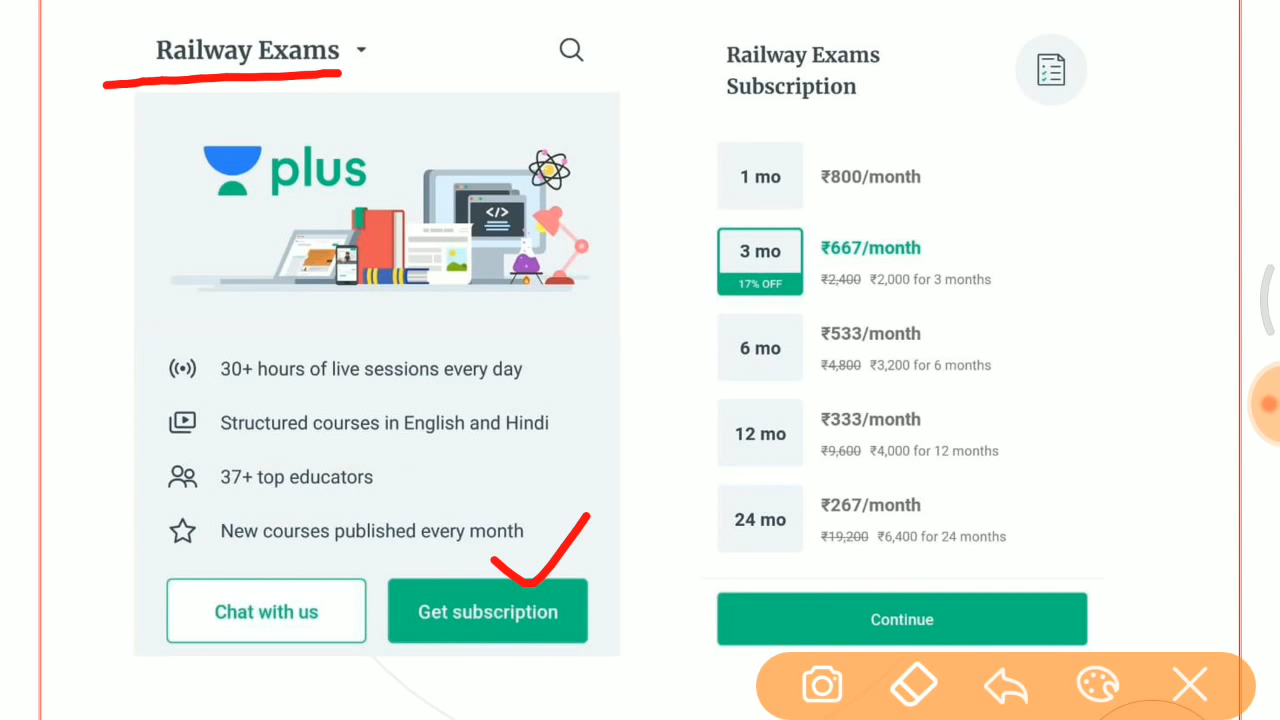 Railway Exams
plus
</>
30+ hours of live sessions every day
Structured courses in English and Hindi
37+ top educators
New courses published every month
Chat with us
Get subscription
Railway Exams
Subscription
1 mo
₹800/month
3 mo
17% OFF
₹667/month
₹2,400 ₹2,000 for 3 months
6 mo
₹533/month
₹4,800 ₹3,200 for 6 months
12 mo
₹333/month
₹9,600 ₹4,000 for 12 months
24 mo
₹267/month
₹19,200 ₹6,400 for 24 months
Continue